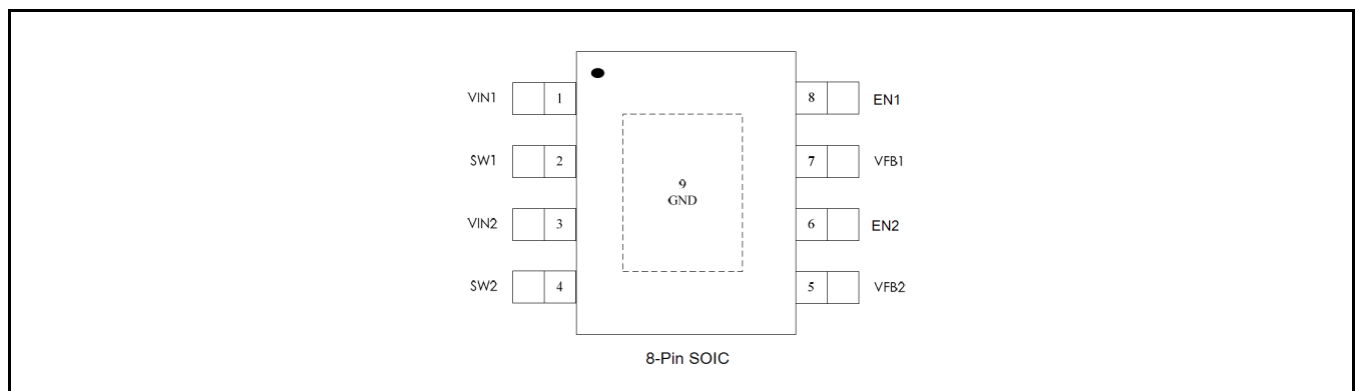 VIN1 1 8 EN1
SW1 2 7 VFB1
9
GND
VIN2 3 6 EN2
SW2 4 5 VFB2
8-Pin SOIC